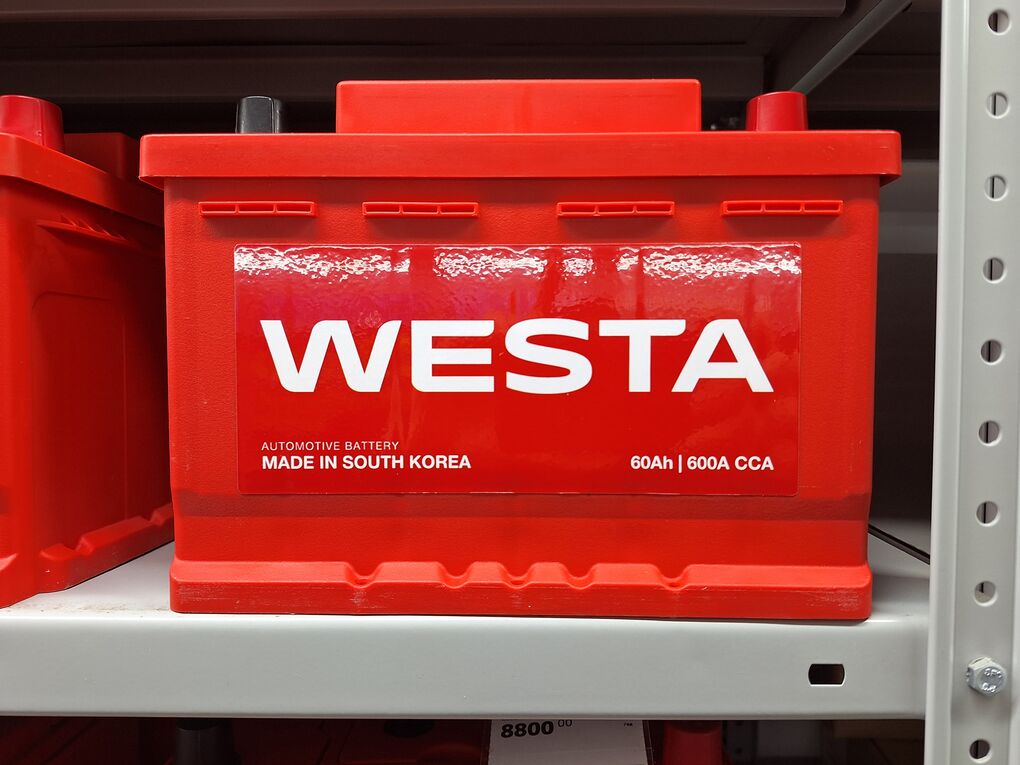 WESTA
AUTOMOTIVE BATTERY
MADE IN SOUTH KOREA
60Ah | 600A CCA
8800 00